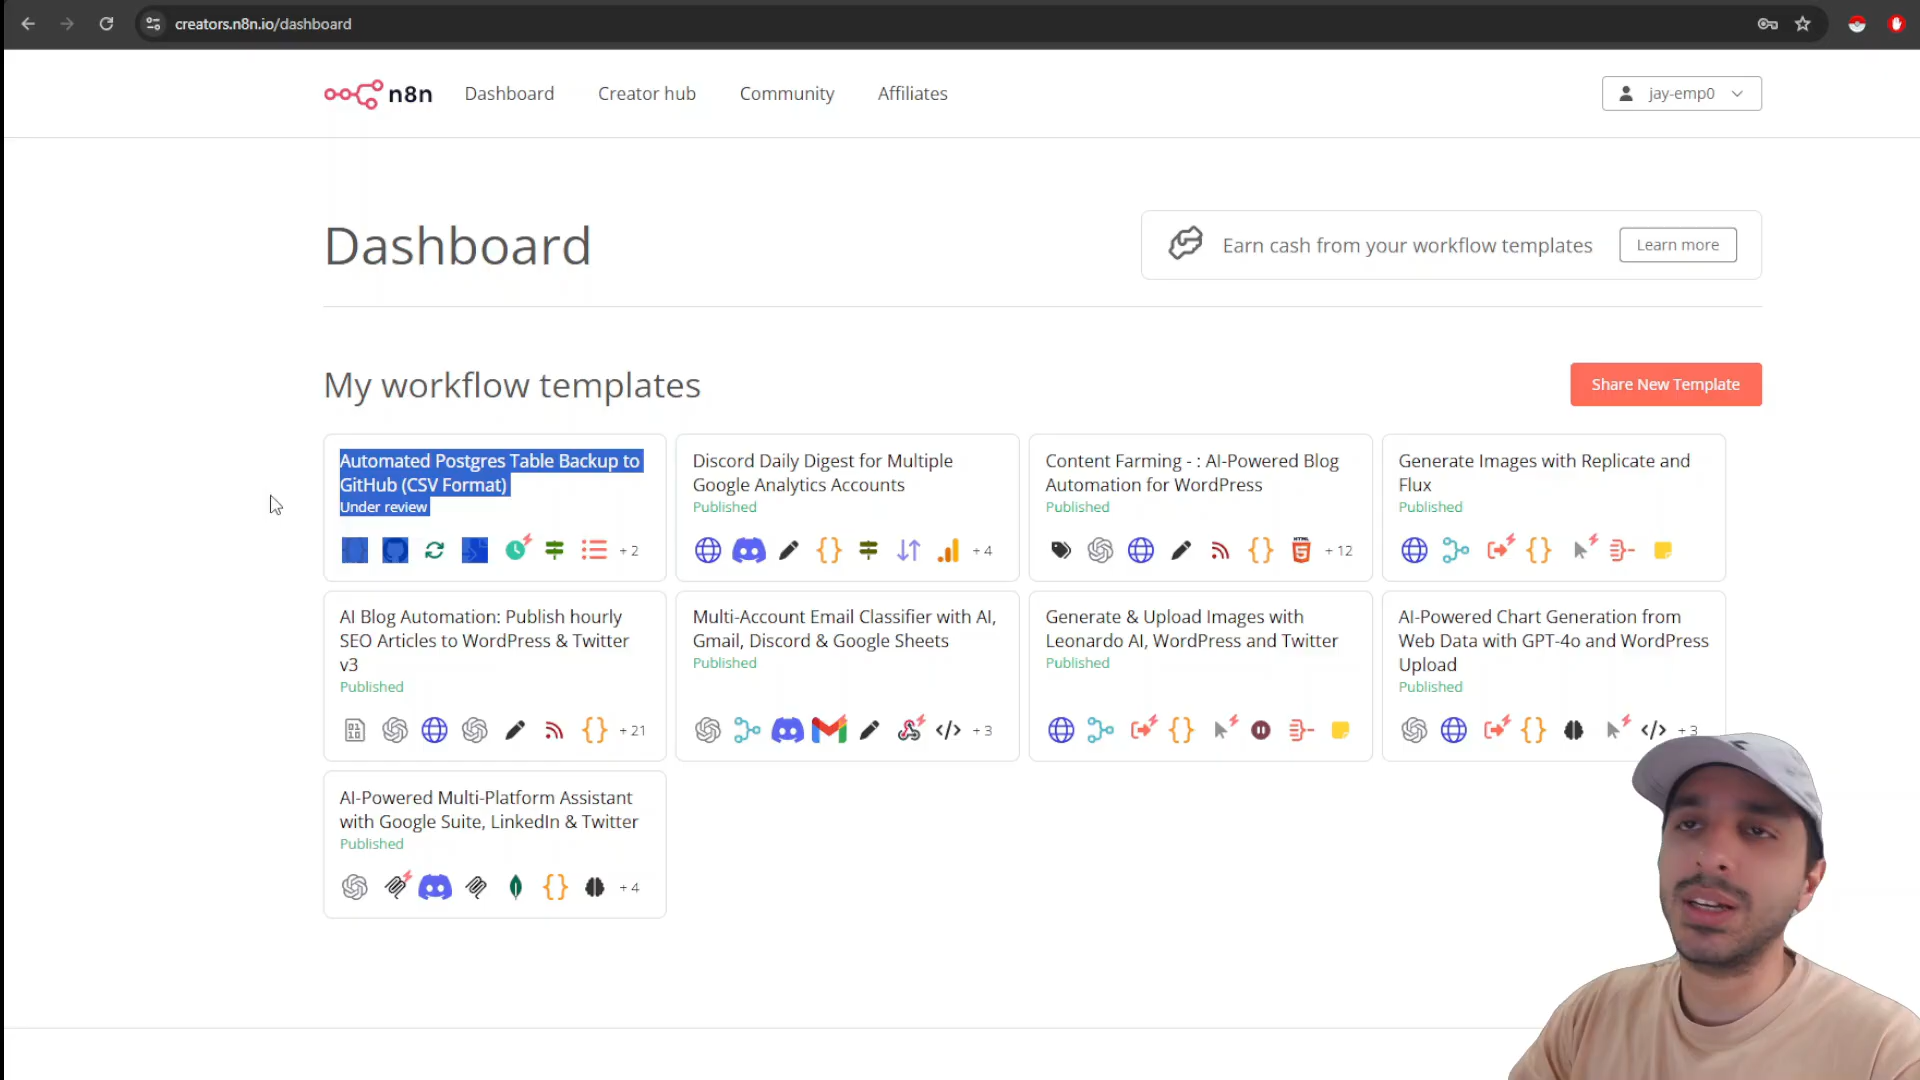 creators.n8n.io/dashboard
n8n
Dashboard
Creator hub
Community
Affiliates
jay-emp0
Dashboard
Earn cash from your workflow templates
Learn more
My workflow templates
Share New Template
Automated Postgres Table Backup to
GitHub (CSV Format)
Under review
+ 2
Discord Daily Digest for Multiple
Google Analytics Accounts
Published
+ 4
Content Farming - : AI-Powered Blog
Automation for WordPress
Published
+ 12
Generate Images with Replicate and
Flux
Published
AI Blog Automation: Publish hourly
SEO Articles to WordPress & Twitter
v3
Published
+ 21
Multi-Account Email Classifier with AI,
Gmail, Discord & Google Sheets
Published
+ 3
Generate & Upload Images with
Leonardo AI, WordPress and Twitter
Published
AI-Powered Chart Generation from
Web Data with GPT-4o and WordPress
Upload
Published
+ 3
AI-Powered Multi-Platform Assistant
with Google Suite, LinkedIn & Twitter
Published
+ 4